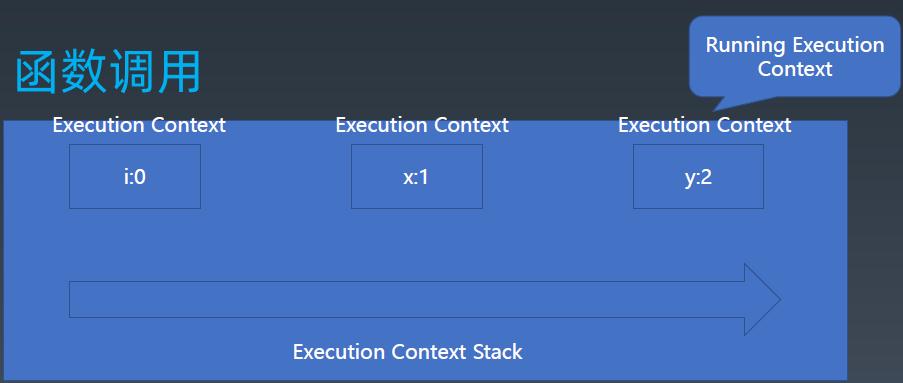 函数调用
Running Execution
Context
Execution Context
Execution Context
Execution Context
i:0
x:1
y:2
Execution Context Stack